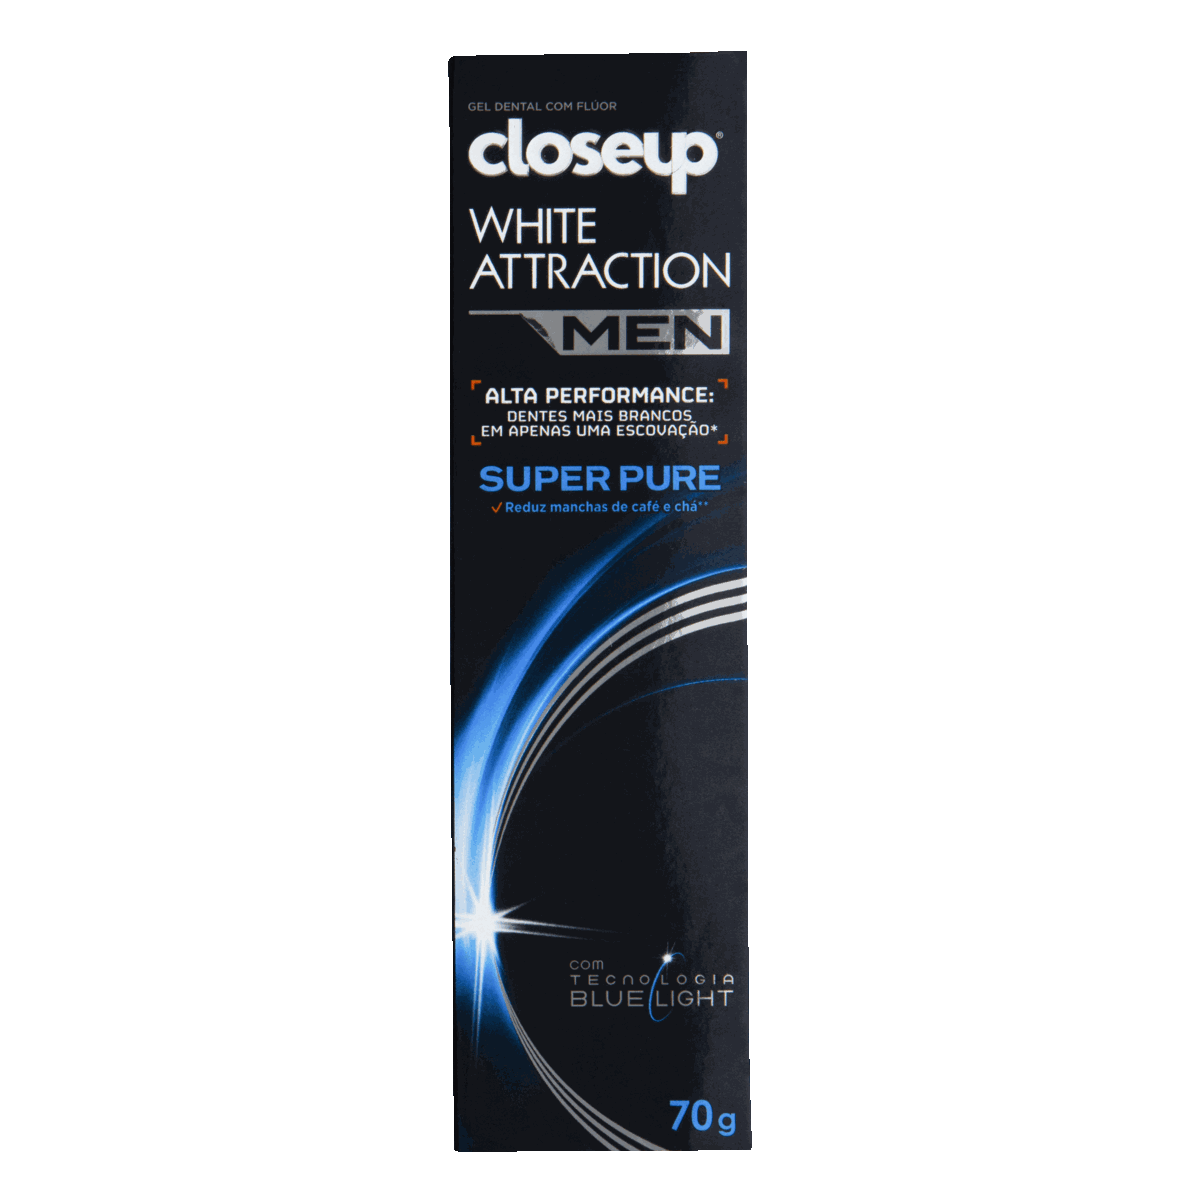 GEL DENTAL COM FLÚOR
closeup®
WHITE
ATTRACTION
MEN
ALTA PERFORMANCE:
DENTES MAIS BRANCOS
EM APENAS UMA ESCOVAÇÃO*
SUPER PURE
Reduz manchas de café e chá**
COM
TECNOLOGIA
BLUE LIGHT
70g